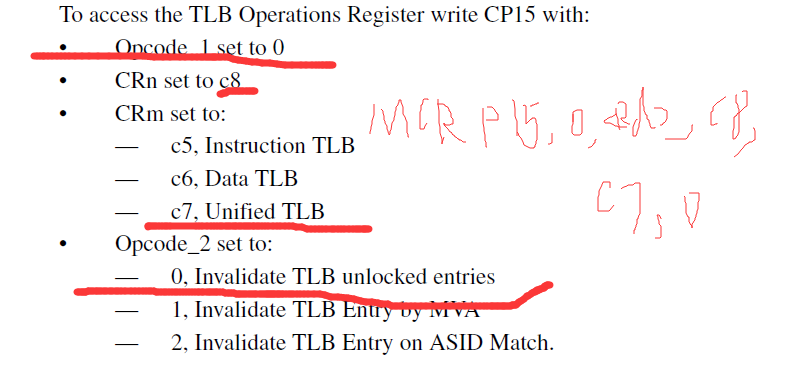 To access the TLB Operations Register write CP15 with:
• Opcode_1 set to 0
• CRn set to c8
• CRm set to:
— c5, Instruction TLB
— c6, Data TLB
— c7, Unified TLB
• Opcode_2 set to:
— 0, Invalidate TLB unlocked entries
— 1, Invalidate TLB Entry by MVA
— 2, Invalidate TLB Entry on ASID Match.
MCR P15, 0, <Rd>, c8,
c7, 0